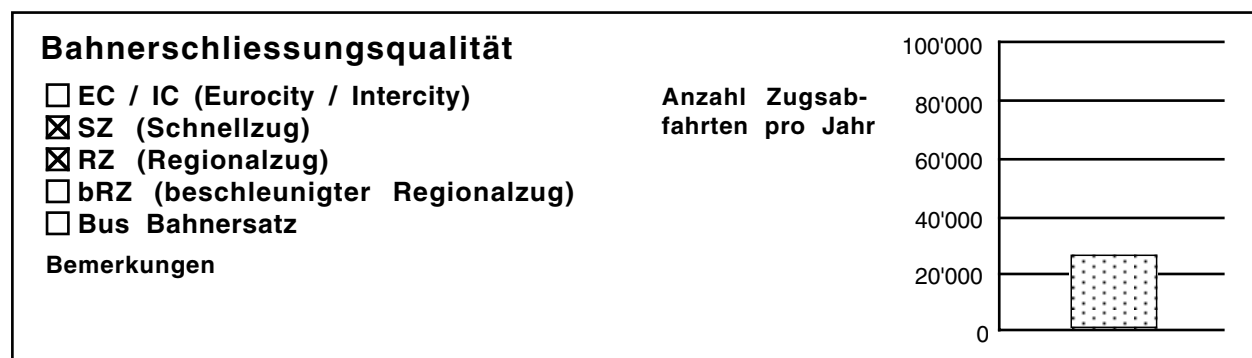 Bahnerschliessungsqualität
EC / IC (Eurocity / Intercity)
SZ (Schnellzug)
RZ (Regionalzug)
bRZ (beschleunigter Regionalzug)
Bus Bahnersatz
Bemerkungen
Anzahl Zugsab-
fahrten pro Jahr
100'000
80'000
60'000
40'000
20'000
0